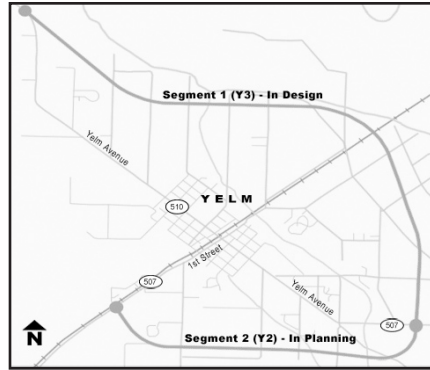 Segment 1 (Y3) - In Design
Yelm Avenue
YELM
510
1st Street
507
Yelm Avenue
507
Segment 2 (Y2) - In Planning
N